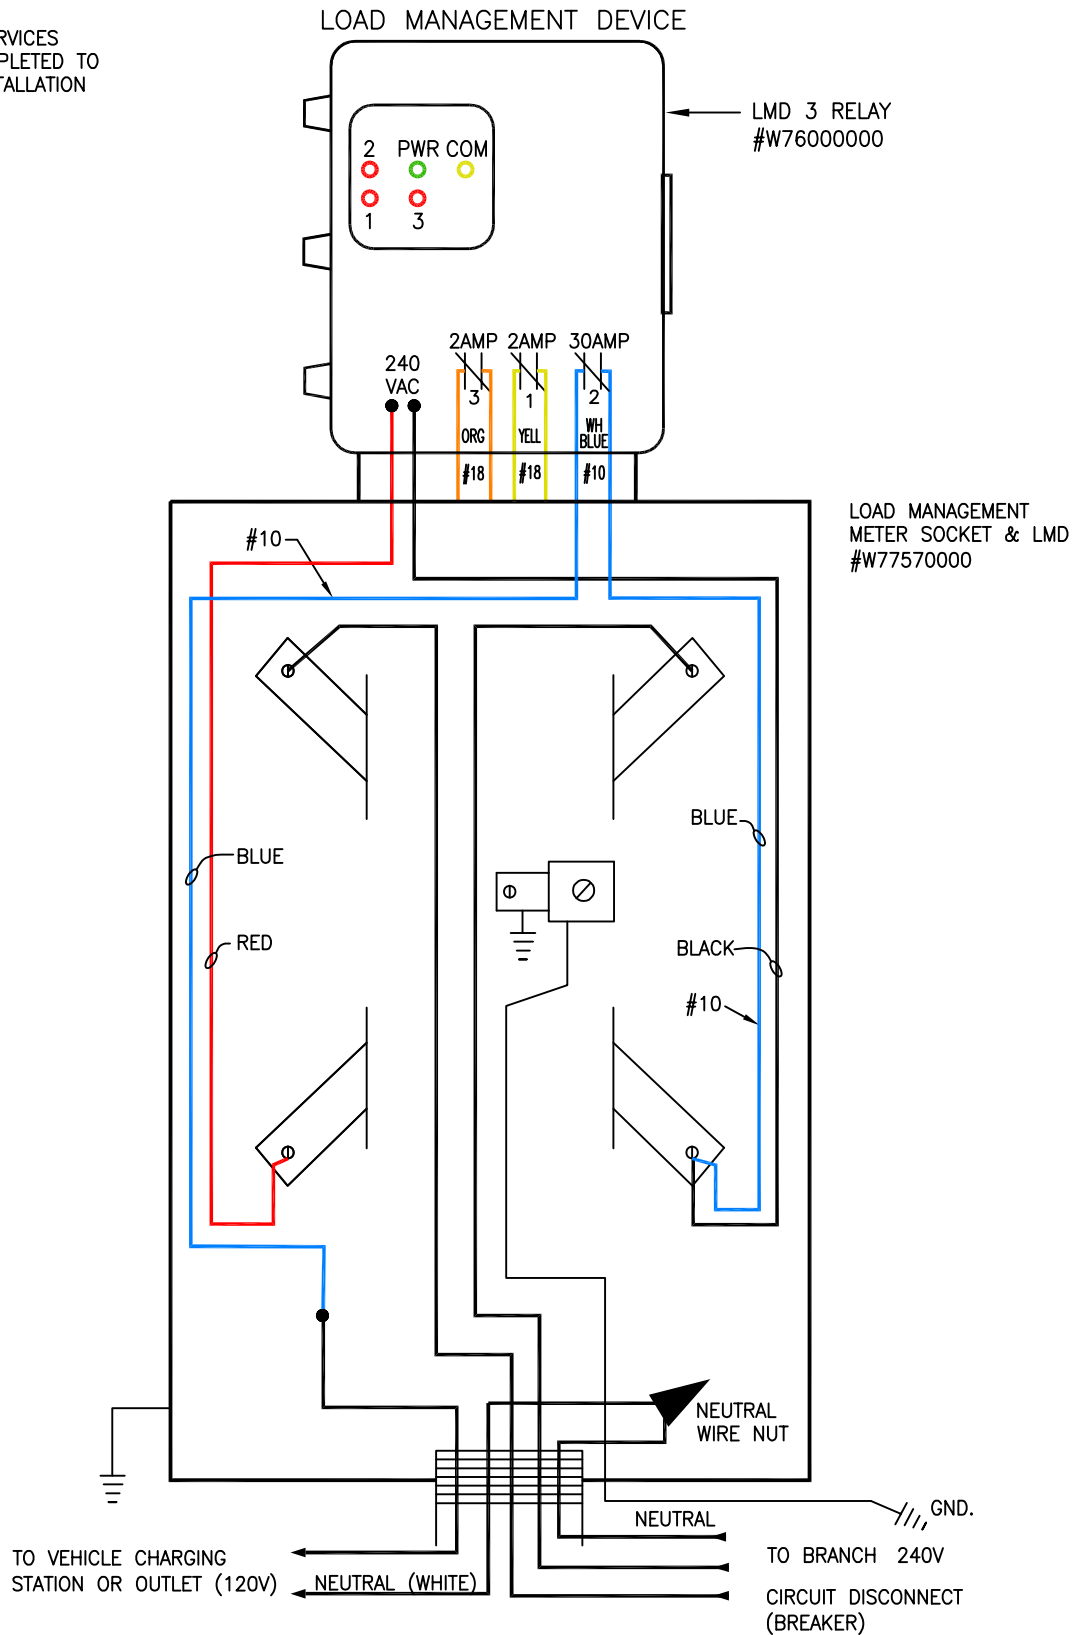 LOAD MANAGEMENT DEVICE
TALLATION
LMD 3 RELAY
#W76000000
2 PWR COM
1 3
2AMP 2AMP 30AMP
240
VAC
3 1 2
ORG YELL WH
BLUE
#18 #18 #10
LOAD MANAGEMENT
METER SOCKET & LMD
#W77570000
#10
BLUE
BLUE
RED
BLACK
#10
NEUTRAL
WIRE NUT
GND.
NEUTRAL
TO VEHICLE CHARGING
STATION OR OUTLET (120V)
NEUTRAL (WHITE)
TO BRANCH 240V
CIRCUIT DISCONNECT
(BREAKER)